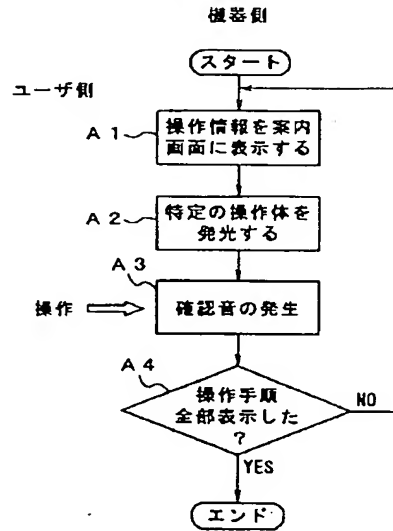 機器側
スタート
ユーザ側
A1
操作情報を案内
画面に表示する
A2
特定の操作体を
発光する
A3
操作
確認音の発生
A4
操作手順
全部表示した
?
NO
YES
エンド